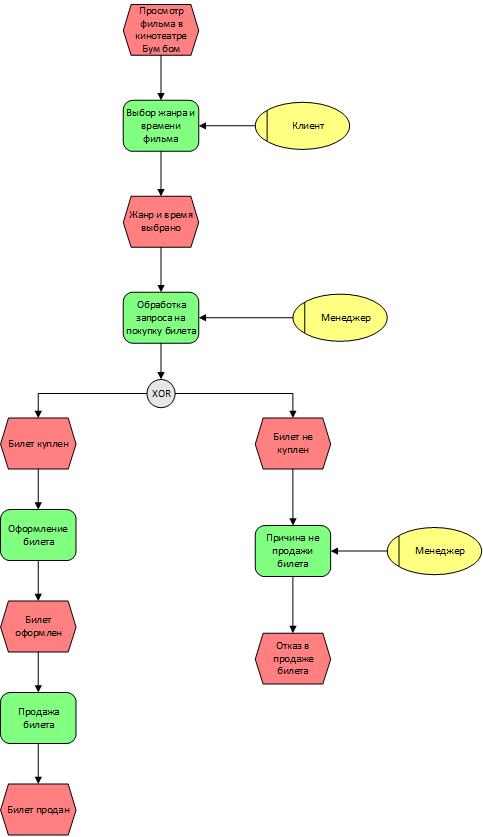 Просмотр
фильма в
кинотеатре
Бум бом
Выбор жанра и
времени
фильма
Клиент
Жанр и время
выбрано
Обработка
запроса на
покупку билета
Менеджер
XOR
Билет куплен
Билет не
куплен
Оформление
билета
Причина не
продажи
билета
Менеджер
Билет
оформлен
Отказ в
продаже
билета
Продажа
билета
Билет продан